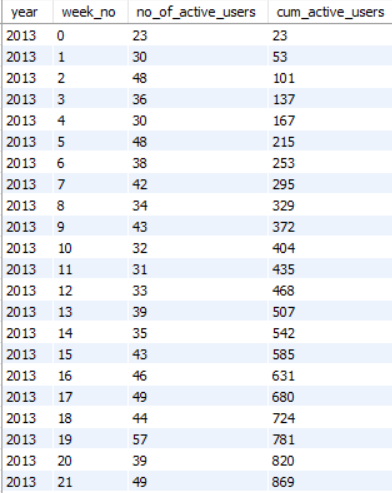 year week_no no_of_active_users cum_active_users
2013 0 23 23
2013 1 30 53
2013 2 48 101
2013 3 36 137
2013 4 30 167
2013 5 48 215
2013 6 38 253
2013 7 42 295
2013 8 34 329
2013 9 43 372
2013 10 32 404
2013 11 31 435
2013 12 33 468
2013 13 39 507
2013 14 35 542
2013 15 43 585
2013 16 46 631
2013 17 49 680
2013 18 44 724
2013 19 57 781
2013 20 39 820
2013 21 49 869